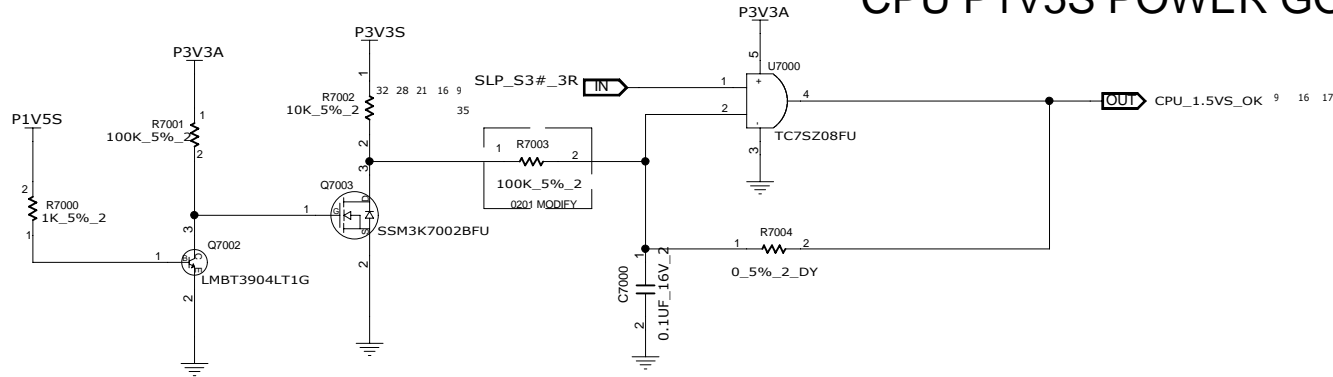 CPU P1V5S POWER GO
P3V3A
5
U7000
SLP_S3#_3R
IN
1
+
2
4
-
TC7SZ08FU
3
OUT
CPU_1.5VS_OK
9 16 17
P3V3S
1
32 28 21 16 9
35
R7002
10K_5%_2
2
P3V3A
1
R7001
100K_5%_2
2
P1V5S
2
R7000
1K_5%_2
1
1
3
Q7002
C
B
E
LMBT3904LT1G
2
3
Q7003
1
D
G
S
SSM3K7002BFU
2
R7003
1
2
100K_5%_2
0201 MODIFY
R7004
1
2
0_5%_2_DY
1
C7000
0.1UF_16V_2
2